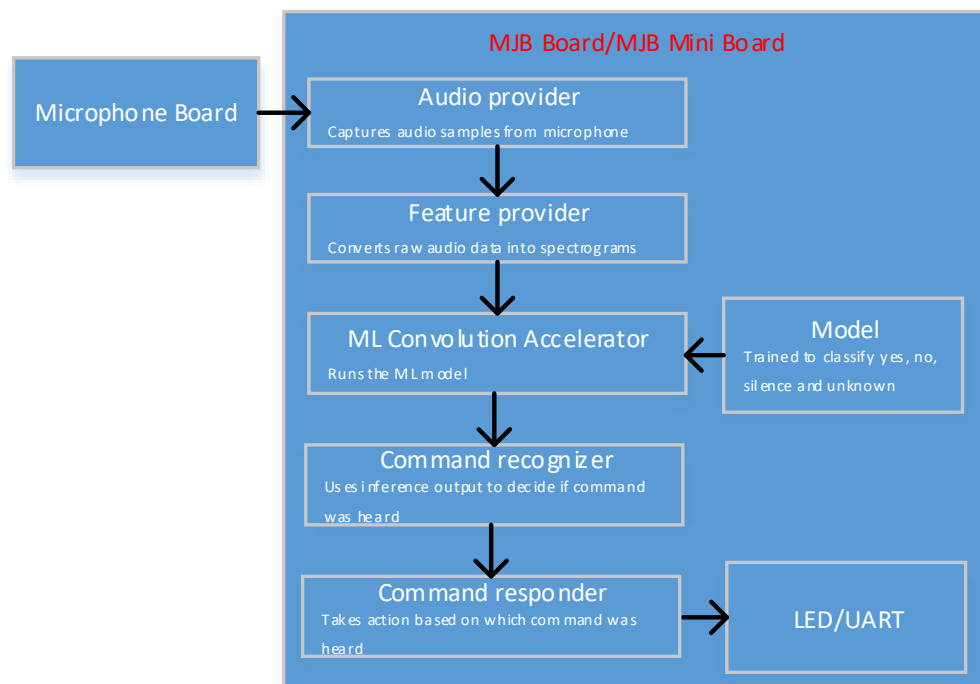 MJB Board/MJB Mini Board
Microphone Board
Audio provider
Captures audio samples from microphone
Feature provider
Converts raw audio data into spectrograms
ML Convolution Accelerator
Runs the ML model
Model
Trained to classify yes, no,
silence and unknown
Command recognizer
Uses inference output to decide if command
was heard
Command responder
Takes action based on which command was
heard
LED/UART